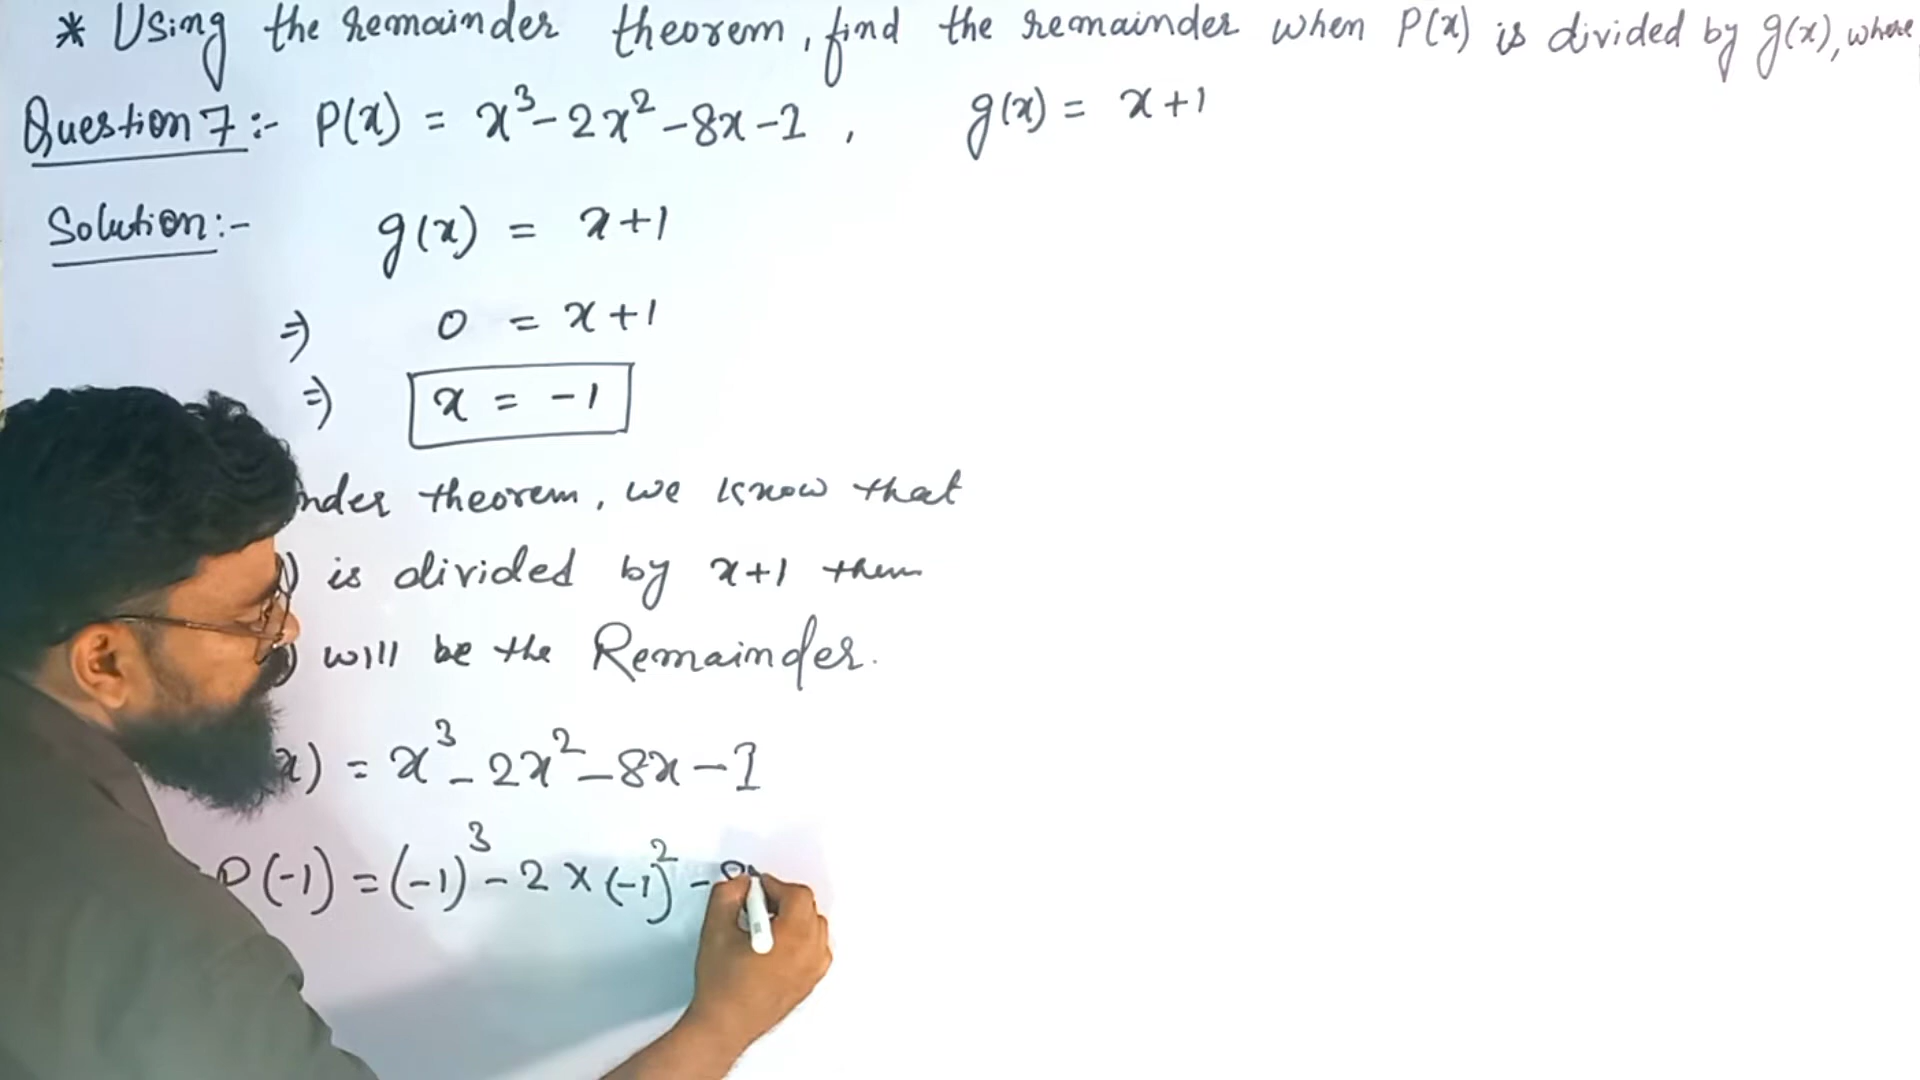 * Using the remainder theorem, find the remainder when P(x) is divided by g(x), where
Question 7:- P(x) = x³-2x²-8x-1, g(x) = x+1
Solution:- g(x) = x+1
⇒ 0 = x+1
⇒ x = -1
theorem, we know that
is divided by x+1 then
will be the Remainder.
= x³-2x²-8x-1
P(-1) = (-1)³-2×(-1)²-